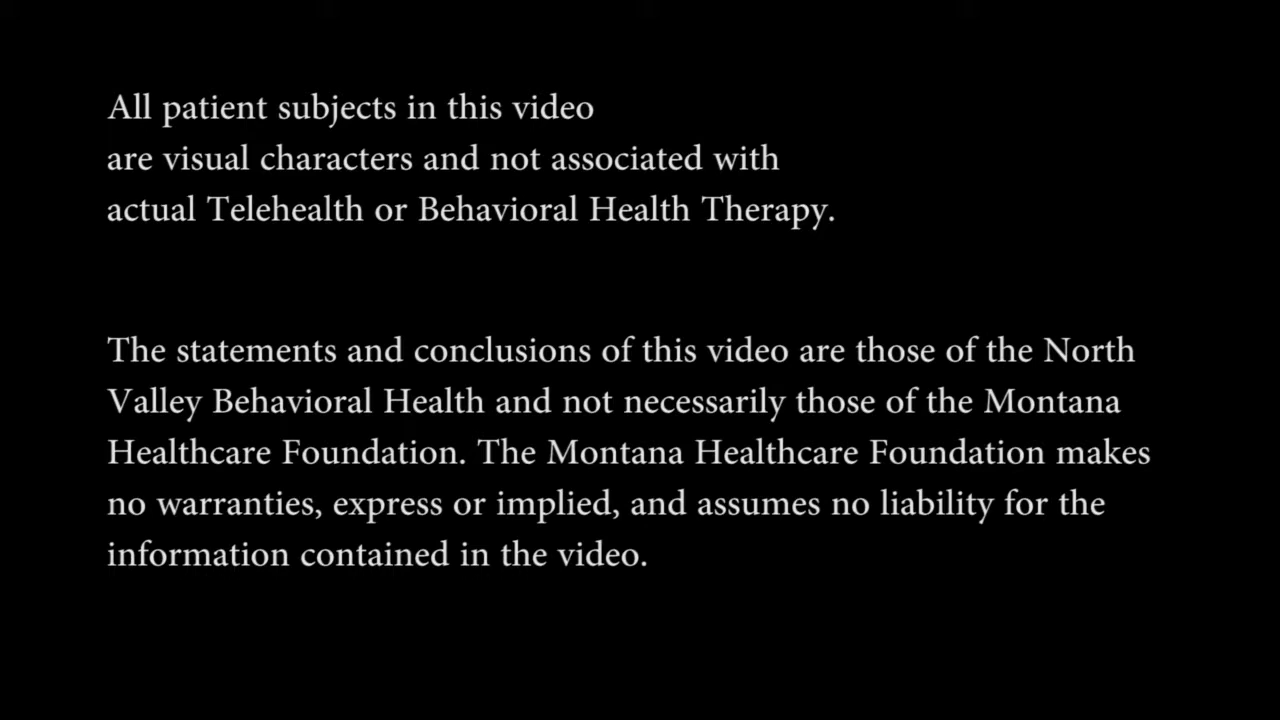 All patient subjects in this video
are visual characters and not associated with
actual Telehealth or Behavioral Health Therapy.
The statements and conclusions of this video are those of the North
Valley Behavioral Health and not necessarily those of the Montana
Healthcare Foundation. The Montana Healthcare Foundation makes
no warranties, express or implied, and assumes no liability for the
information contained in the video.